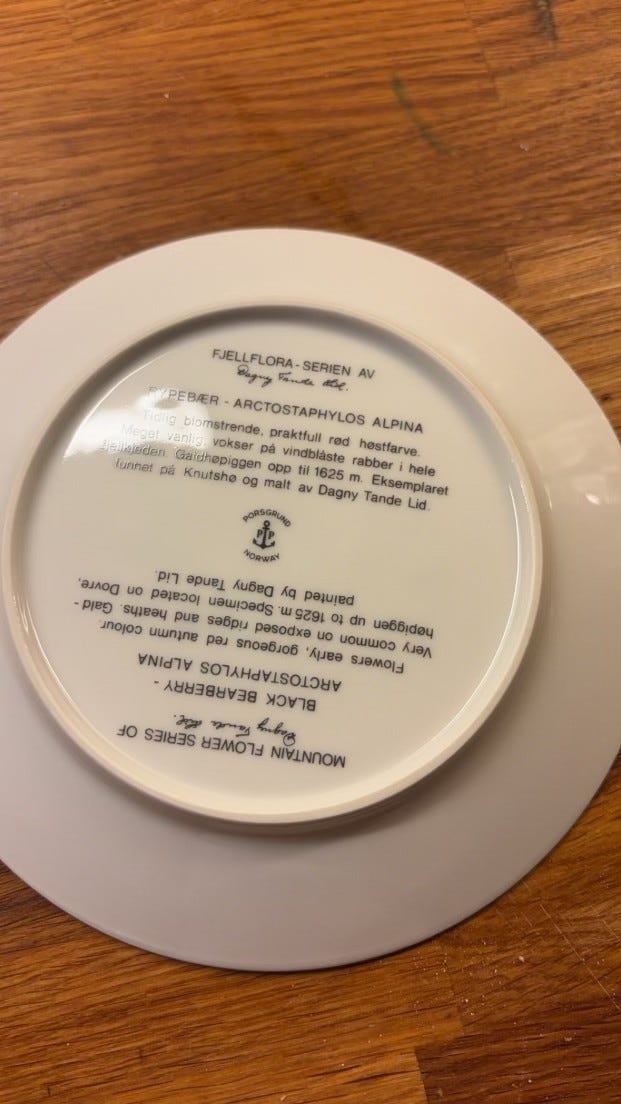 FJELLFLORA-SERIEN AV
Dagny Tande Lid.
RYPEBÆR - ARCTOSTAPHYLOS ALPINA
Tidlig blomstrende, praktfull rød høstfarve.
Meget vanlig, vokser på vindblåste rabber i hele
fjellkjeden. Galdhøpiggen opp til 1625 m. Eksemplaret
funnet på Knutshø og malt av Dagny Tande Lid.
PORSGRUND
PP
NORWAY
MOUNTAIN FLOWER SERIES OF
Dagny Tande Lid.
BLACK BEARBERRY -
ARCTOSTAPHYLOS ALPINA
Flowers early, gorgeous red autumn colour.
Very common on exposed ridges and heaths. Gald-
høpiggen up to 1625 m. Specimen located on Dovre,
painted by Dagny Tande Lid.